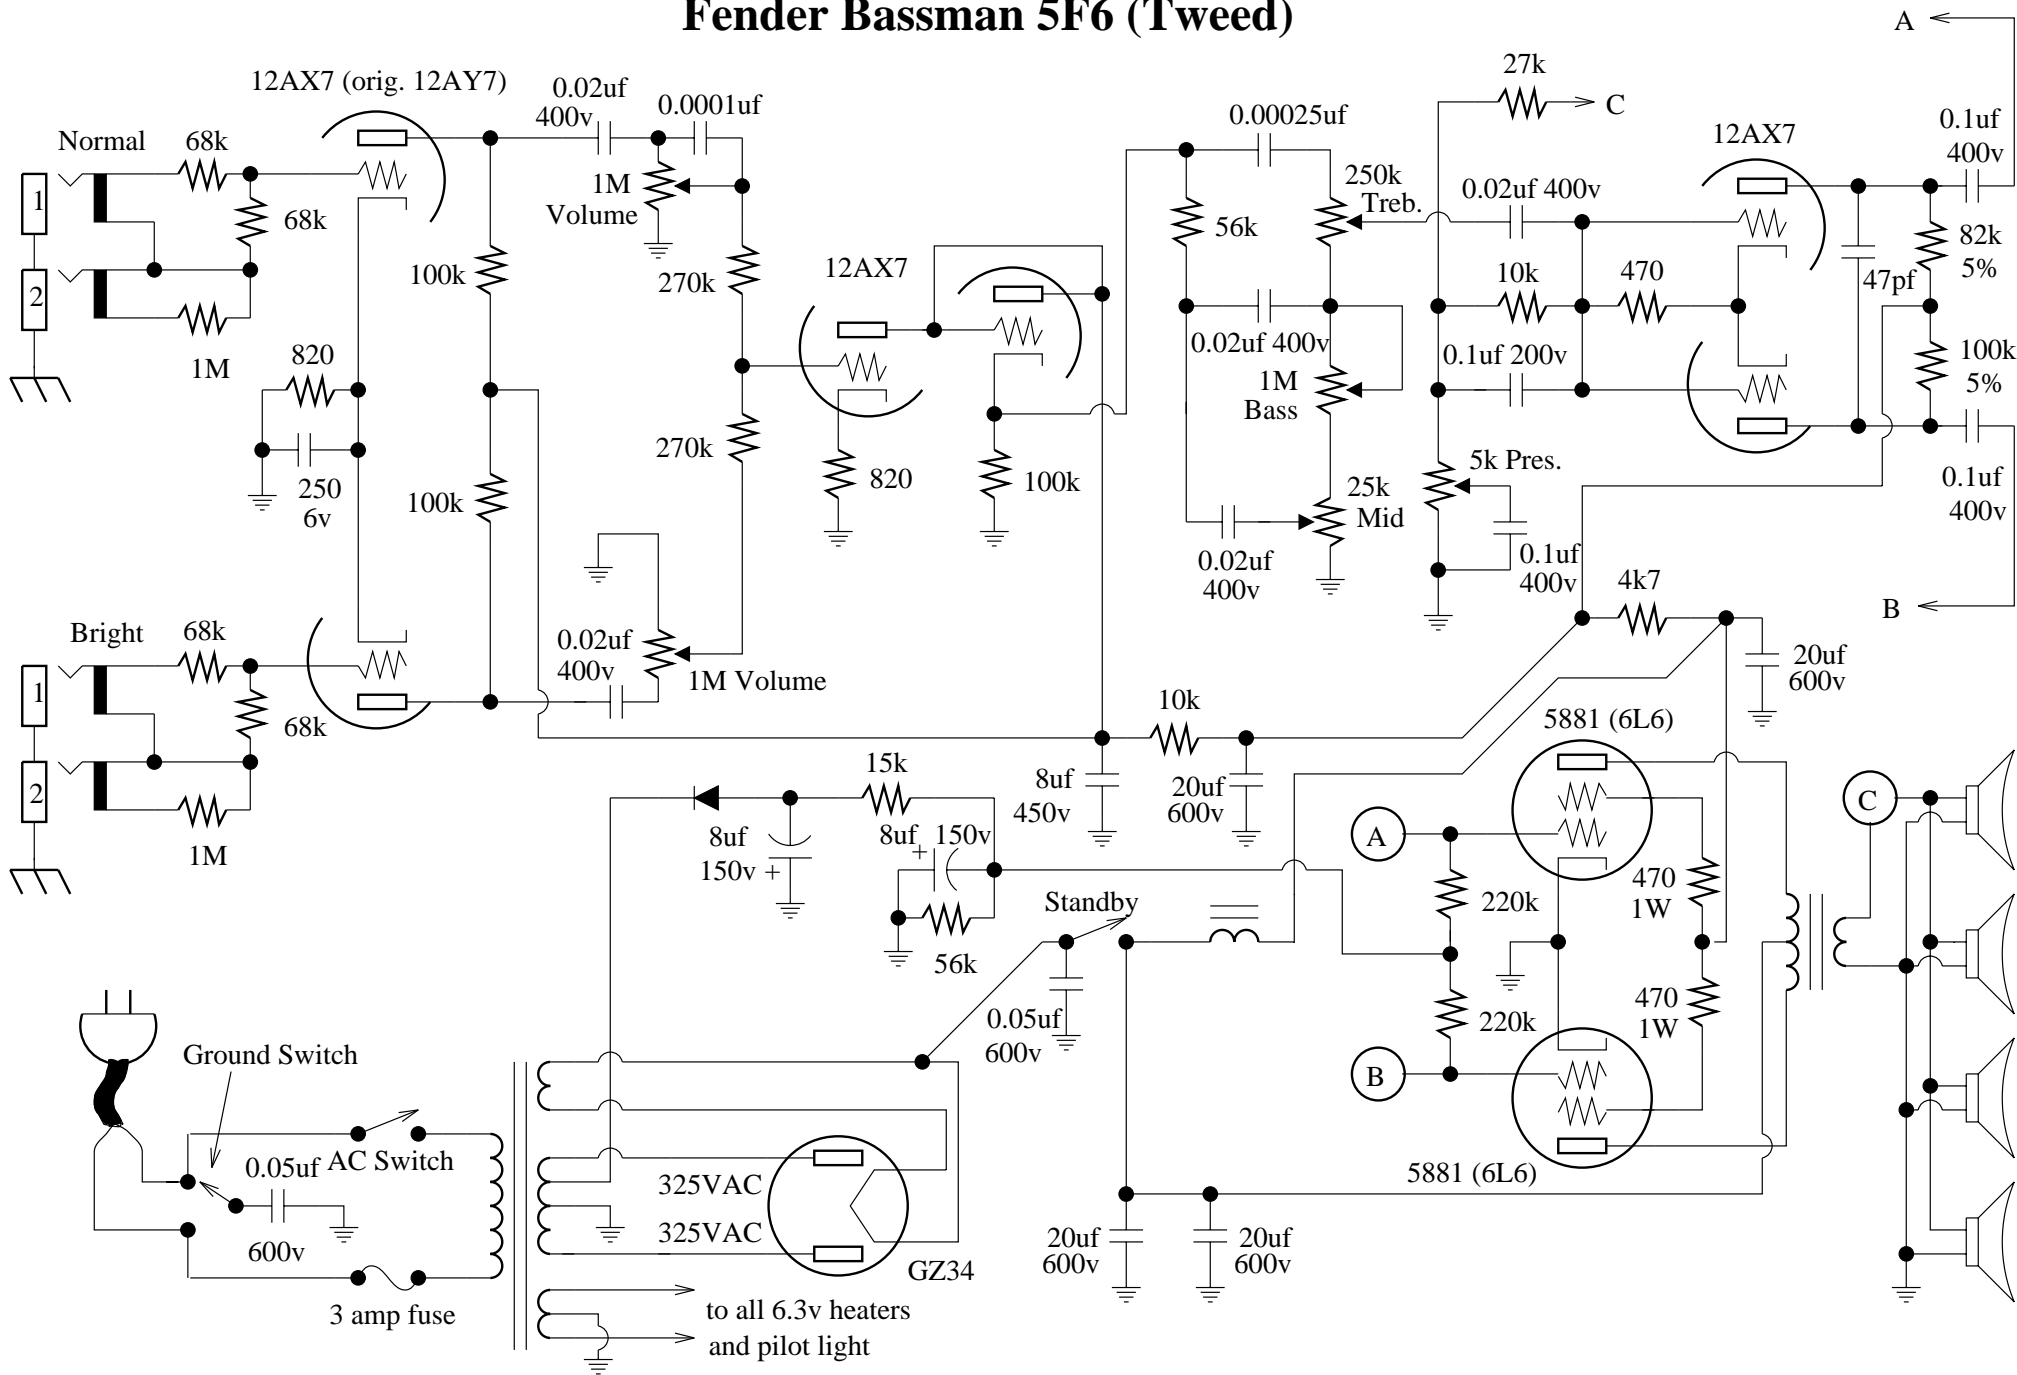 Fender Bassman 5F6 (Tweed)
A
27k
C
12AX7 (orig. 12AY7)
0.02uf
400v
0.0001uf
0.00025uf
12AX7
0.1uf
400v
Normal
68k
1M
Volume
250k
Treb.
0.02uf 400v
1
68k
56k
82k
5%
100k
270k
12AX7
10k
470
47pf
2
1M
820
0.02uf 400v
0.1uf 200v
100k
5%
1M
Bass
270k
250
6v
100k
820
100k
25k
Mid
5k Pres.
0.1uf
400v
0.02uf
400v
0.1uf
400v
4k7
B
Bright
68k
0.02uf
400v
1M Volume
20uf
600v
1
68k
10k
5881 (6L6)
15k
8uf
450v
20uf
600v
2
1M
8uf
150v +
8uf
+
150v
A
C
470
1W
220k
Standby
56k
0.05uf
600v
220k
470
1W
Ground Switch
B
0.05uf
600v
AC Switch
325VAC
325VAC
5881 (6L6)
20uf
600v
20uf
600v
GZ34
3 amp fuse
to all 6.3v heaters
and pilot light